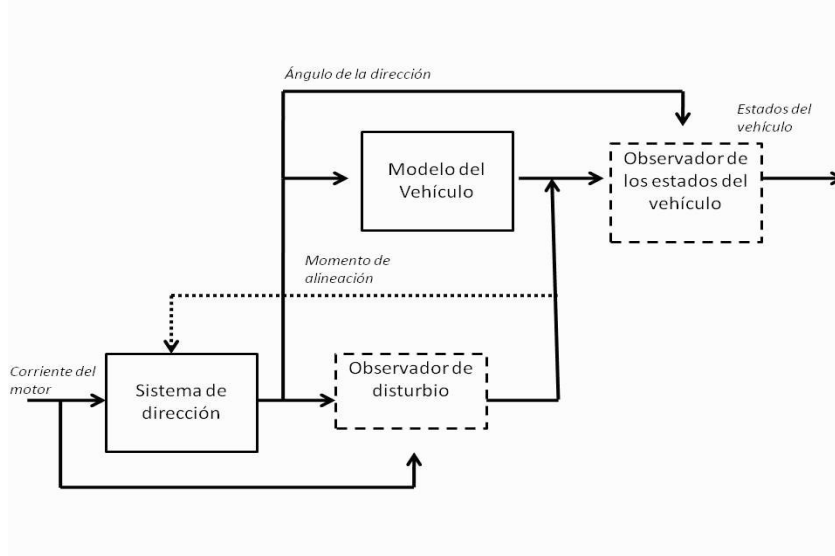 Ángulo de la dirección
Estados del
vehículo
Modelo del
Vehículo
Observador de
los estados del
vehículo
Momento de
alineación
Corriente del
motor
Sistema de
dirección
Observador de
disturbio